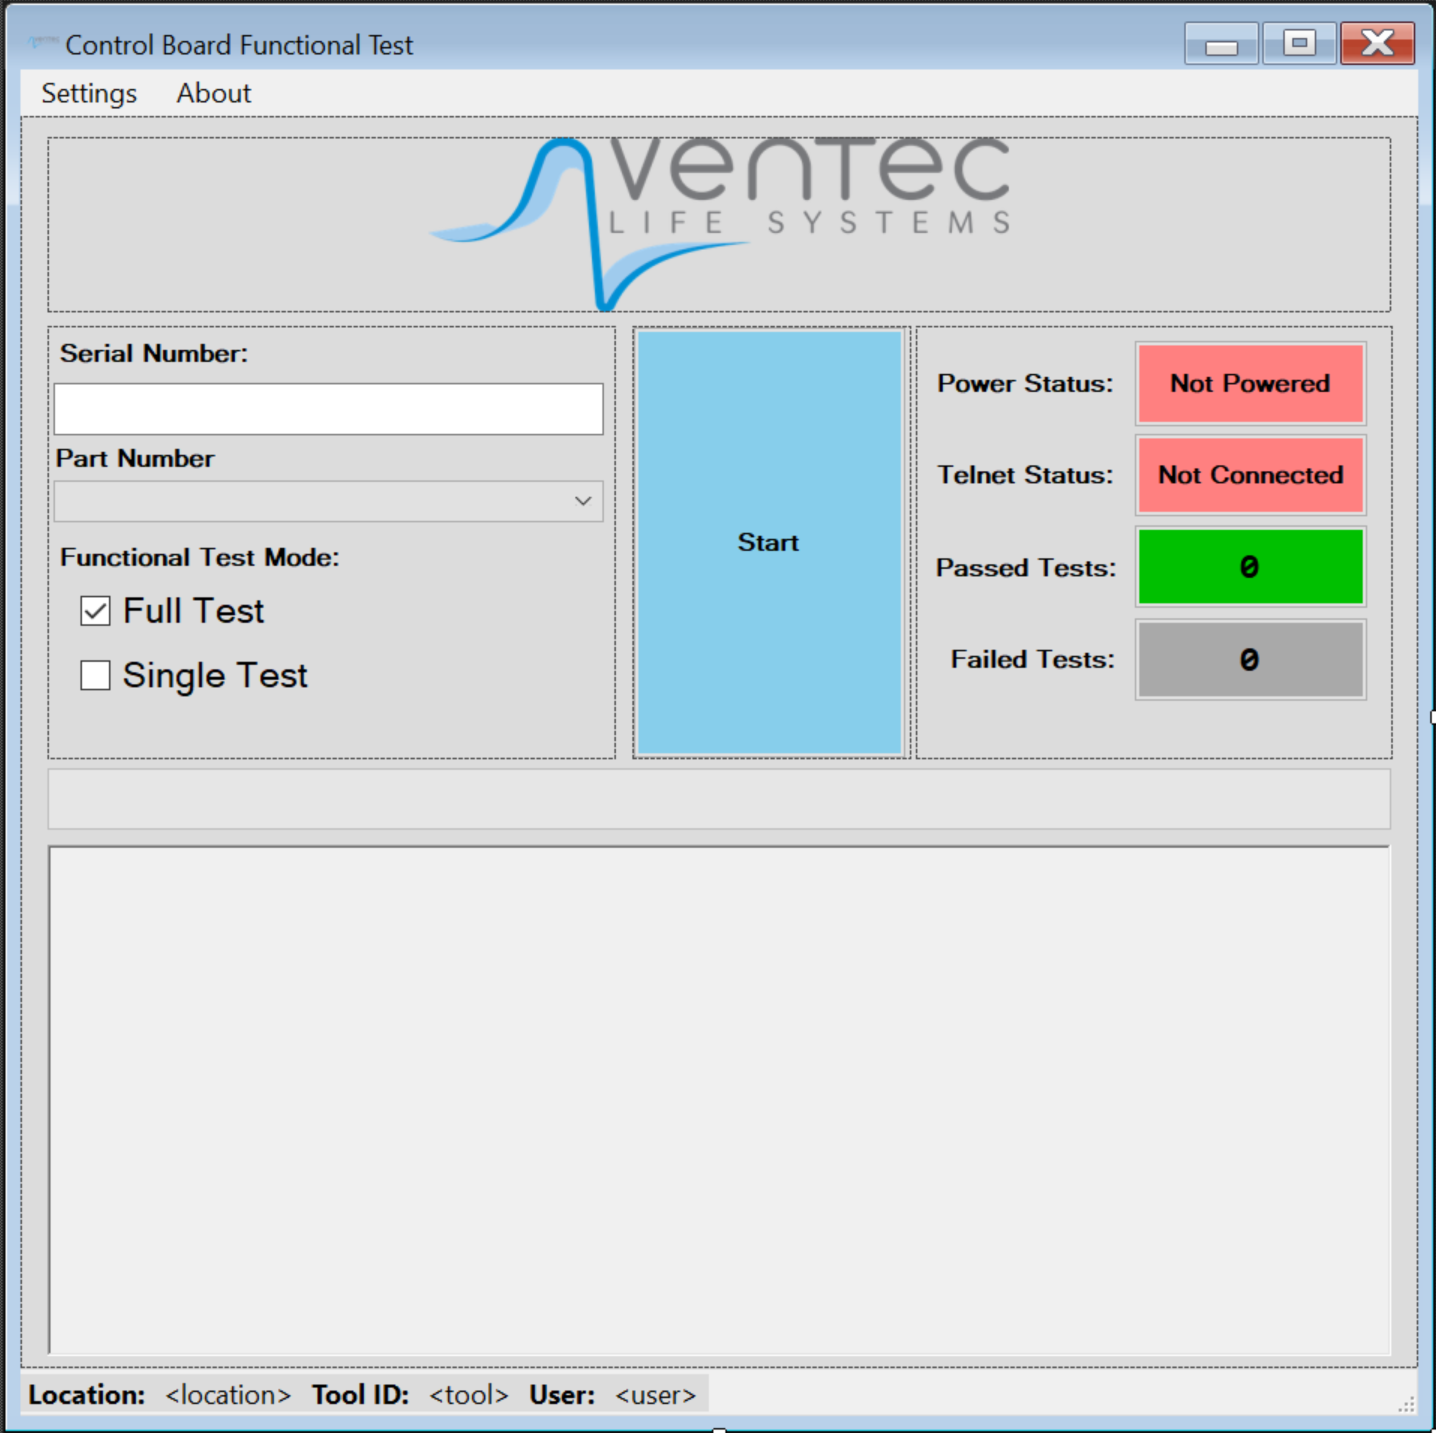 Control Board Functional Test
Settings About
venTec
LIFE SYSTEMS
Serial Number:
Part Number
Functional Test Mode:
Full Test
Single Test
Start
Power Status: Not Powered
Telnet Status: Not Connected
Passed Tests: 0
Failed Tests: 0
Location: <location> Tool ID: <tool> User: <user>